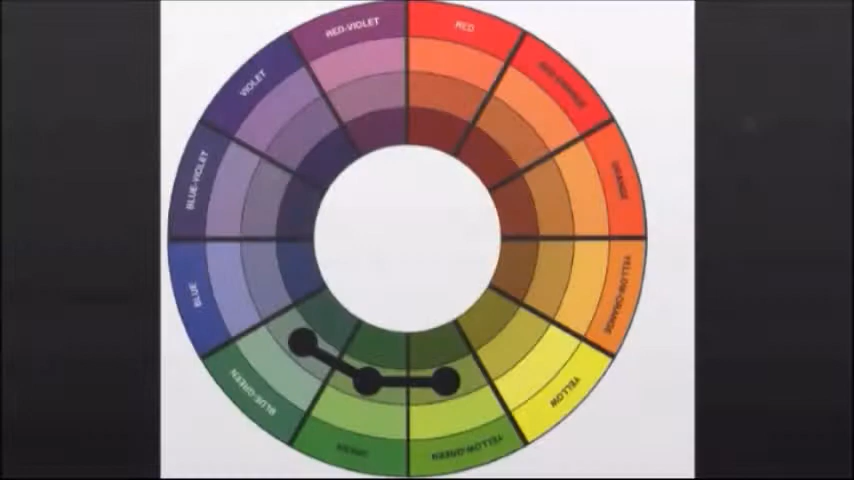 RED
RED-ORANGE
ORANGE
YELLOW-ORANGE
YELLOW
YELLOW-GREEN
GREEN
BLUE-GREEN
BLUE
BLUE-VIOLET
VIOLET
RED-VIOLET